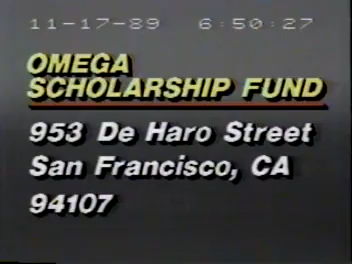 11-17-89 6:50:27
OMEGA
SCHOLARSHIP FUND
953 De Haro Street
San Francisco, CA
94107